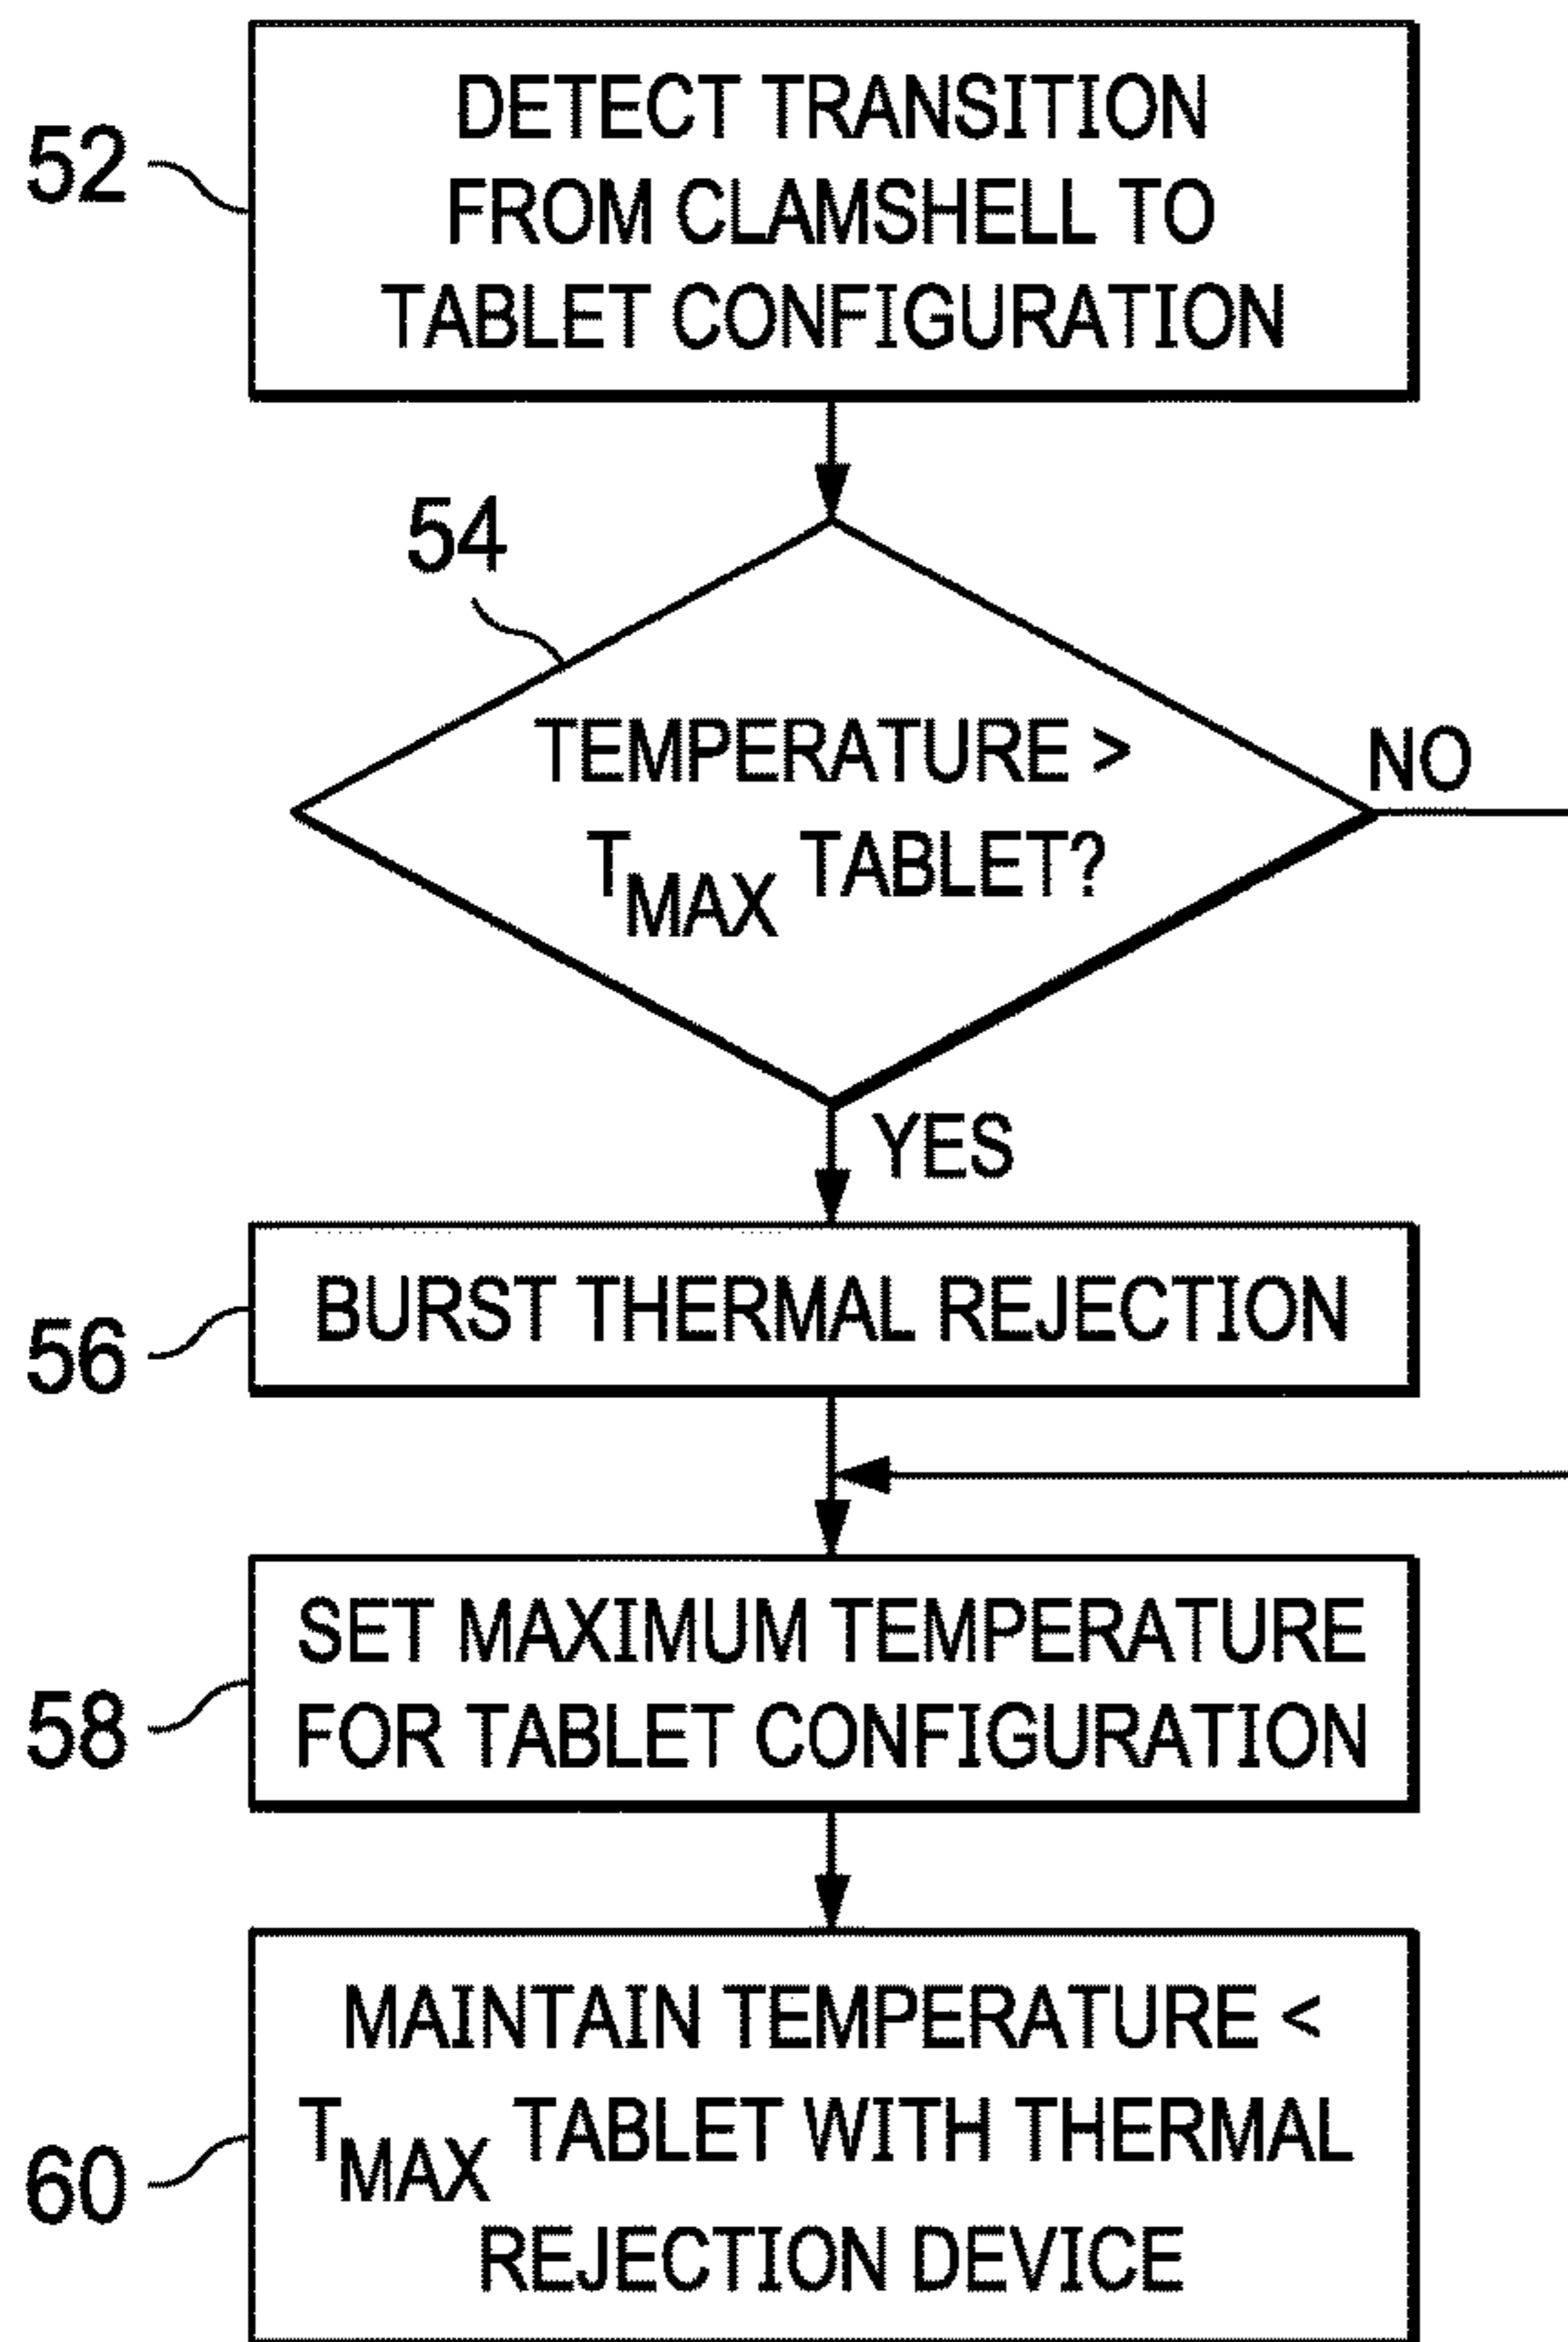 52
DETECT TRANSITION
FROM CLAMSHELL TO
TABLET CONFIGURATION
54
TEMPERATURE >
TMAX TABLET?
NO
YES
56
BURST THERMAL REJECTION
58
SET MAXIMUM TEMPERATURE
FOR TABLET CONFIGURATION
60
MAINTAIN TEMPERATURE <
TMAX TABLET WITH THERMAL
REJECTION DEVICE